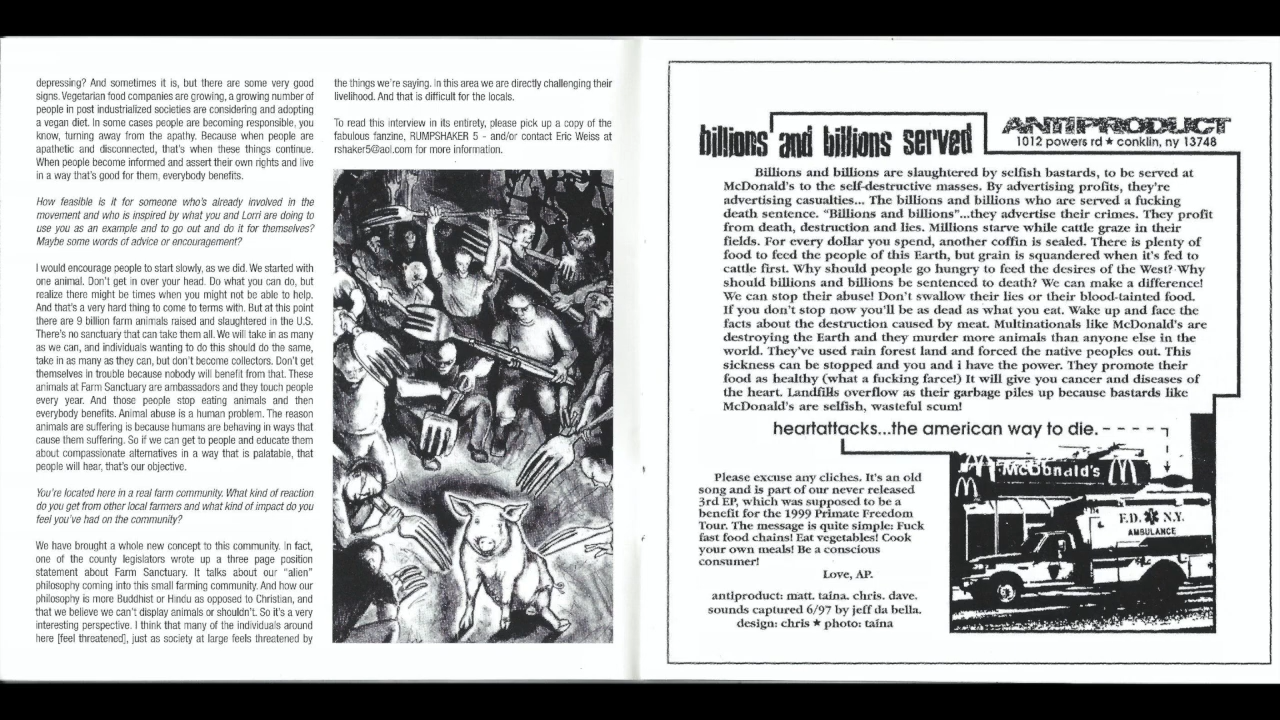 depressing? And sometimes it is, but there are some very good
signs. Vegetarian food companies are growing, a growing number of
people in post industrialized societies are considering and adopting
a vegan diet. In some cases people are becoming responsible, you
know, turning away from the apathy. Because when people are
apathetic and disconnected, that's when these things continue.
When people become informed and assert their own rights and live
in a way that's good for them, everybody benefits.
How feasible is it for someone who's already involved in the
movement and who is inspired by what you and Lorri are doing to
use you as an example and to go out and do it for themselves?
Maybe some words of advice or encouragement?
I would encourage people to start slowly, as we did. We started with
one animal. Don't get in over your head. Do what you can do, but
realize there might be times when you might not be able to help.
And that's a very hard thing to come to terms with. But at this point
there are 9 billion farm animals raised and slaughtered in the U.S.
There's no sanctuary that can take them all. We will take in as many
as we can, and individuals wanting to do this should do the same,
take in as many as they can, but don't become collectors. Don't get
themselves in trouble because nobody will benefit from that. These
animals at Farm Sanctuary are ambassadors and they touch people
every year. And those people stop eating animals and then
everybody benefits. Animal abuse is a human problem. The reason
animals are suffering is because humans are behaving in ways that
cause them suffering. So if we can get to people and educate them
about compassionate alternatives in a way that is palatable, that
people will hear, that's our objective.
You're located here in a real farm community. What kind of reaction
do you get from other local farmers and what kind of impact do you
feel you've had on the community?
We have brought a whole new concept to this community. In fact,
one of the county legislators wrote up a three page position
statement about Farm Sanctuary. It talks about our "alien"
philosophy coming into this small farming community. And how our
philosophy is more Buddhist or Hindu as opposed to Christian, and
that we believe we can't display animals or shouldn't. So it's a very
interesting perspective. I think that many of the individuals around
here [feel threatened], just as society at large feels threatened by
the things we're saying. In this area we are directly challenging their
livelihood. And that is difficult for the locals.
To read this interview in its entirety, please pick up a copy of the
fabulous fanzine, RUMPSHAKER 5 - and/or contact Eric Weiss at
rshaker5@aol.com for more information.
billions and billions served
ANTIPRODUCT
1012 powers rd ★ conklin, ny 13748
Billions and billions are slaughtered by selfish bastards, to be served at
McDonald's to the self-destructive masses. By advertising profits, they're
advertising casualties... The billions and billions who are served a fucking
death sentence. "Billions and billions"...they advertise their crimes. They profit
from death, destruction and lies. Millions starve while cattle graze in their
fields. For every dollar you spend, another coffin is sealed. There is plenty of
food to feed the people of this Earth, but grain is squandered when it's fed to
cattle first. Why should people go hungry to feed the desires of the West? Why
should billions and billions be sentenced to death? We can make a difference!
We can stop their abuse! Don't swallow their lies or their blood-tainted food.
If you don't stop now you'll be as dead as what you eat. Wake up and face the
facts about the destruction caused by meat. Multinationals like McDonald's are
destroying the Earth and they murder more animals than anyone else in the
world. They've used rain forest land and forced the native peoples out. This
sickness can be stopped and you and i have the power. They promote their
food as healthy (what a fucking farce!) It will give you cancer and diseases of
the heart. Landfills overflow as their garbage piles up because bastards like
McDonald's are selfish, wasteful scum!
heartattacks...the american way to die.
Please excuse any cliches. It's an old
song and is part of our never released
3rd EP, which was supposed to be a
benefit for the 1999 Primate Freedom
Tour. The message is quite simple: Fuck
fast food chains! Eat vegetables! Cook
your own meals! Be a conscious
consumer!
Love, AP.
antiproduct: matt. taina. chris. dave.
sounds captured 6/97 by jeff da bella.
design: chris ★ photo: taina
McDonald's
F.D. N.Y.
AMBULANCE